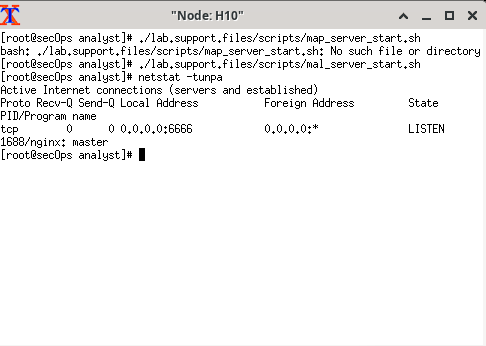 "Node: H10"
[root@secOps analyst]# ./lab.support.files/scripts/map_server_start.sh
bash: ./lab.support.files/scripts/map_server_start.sh: No such file or directory
[root@secOps analyst]# ./lab.support.files/scripts/mal_server_start.sh
[root@secOps analyst]# netstat -tunpa
Active Internet connections (servers and established)
Proto Recv-Q Send-Q Local Address           Foreign Address         State
PID/Program name
tcp        0      0 0.0.0.0:6666            0.0.0.0:*               LISTEN
1688/nginx: master
[root@secOps analyst]#